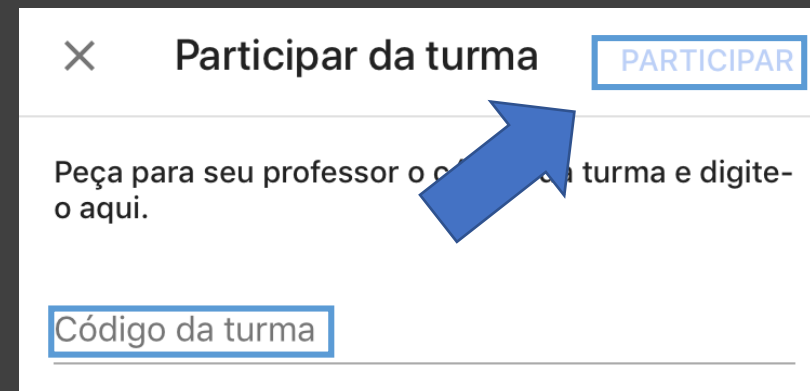 Participar da turma
PARTICIPAR
Peça para seu professor o turma e digite-
o aqui.
Código da turma